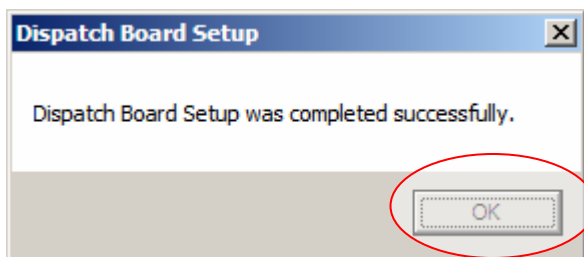 Dispatch Board Setup
Dispatch Board Setup was completed successfully.
OK